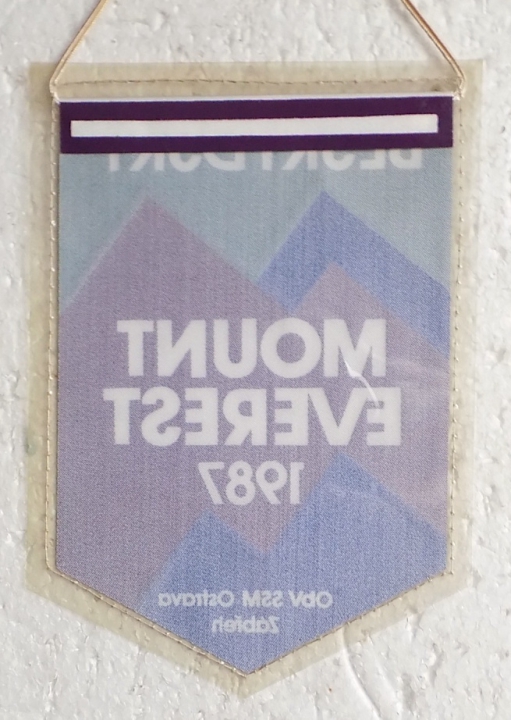 MOUNT
EVEREST
1987
ObV SSM Ostrava
Zábřeh